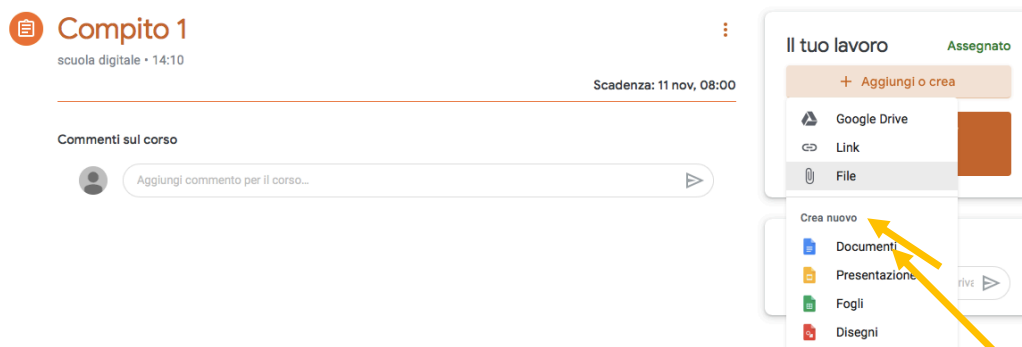 Compito 1
scuola digitale • 14:10
Scadenza: 11 nov, 08:00
Commenti sul corso
Aggiungi commento per il corso...
Il tuo lavoro
Assegnato
+ Aggiungi o crea
Google Drive
Link
File
Crea nuovo
Documenti
Presentazione
Fogli
Disegni